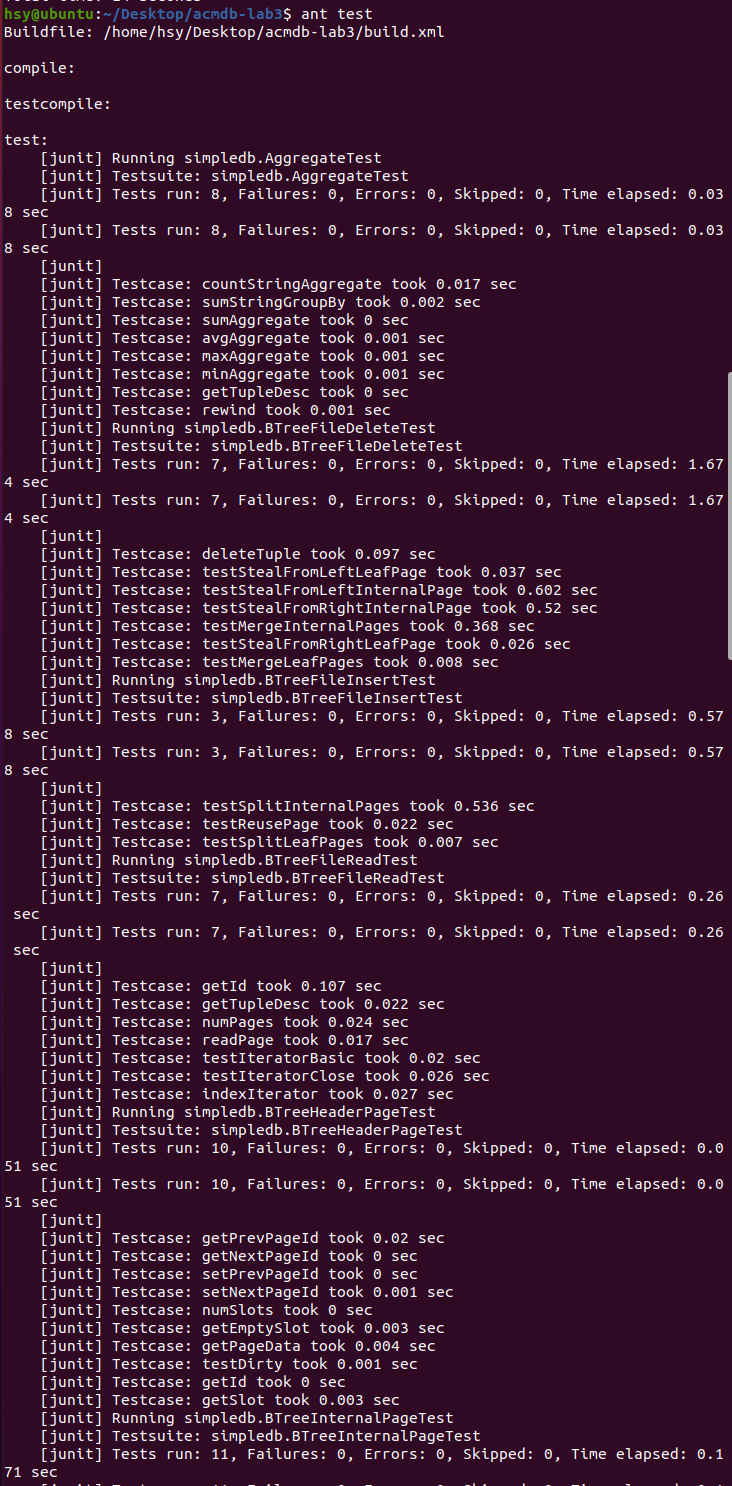 hsy@ubuntu:~/Desktop/acmdb-lab3$ ant test
Buildfile: /home/hsy/Desktop/acmdb-lab3/build.xml
compile:
testcompile:
test:
[junit] Running simpledb.AggregateTest
[junit] Testsuite: simpledb.AggregateTest
[junit] Tests run: 8, Failures: 0, Errors: 0, Skipped: 0, Time elapsed: 0.03
8 sec
[junit] Tests run: 8, Failures: 0, Errors: 0, Skipped: 0, Time elapsed: 0.03
8 sec
[junit]
[junit] Testcase: countStringAggregate took 0.017 sec
[junit] Testcase: sumStringGroupBy took 0.002 sec
[junit] Testcase: sumAggregate took 0 sec
[junit] Testcase: avgAggregate took 0.001 sec
[junit] Testcase: maxAggregate took 0.001 sec
[junit] Testcase: minAggregate took 0.001 sec
[junit] Testcase: getTupleDesc took 0 sec
[junit] Testcase: rewind took 0.001 sec
[junit] Running simpledb.BTreeFileDeleteTest
[junit] Testsuite: simpledb.BTreeFileDeleteTest
[junit] Tests run: 7, Failures: 0, Errors: 0, Skipped: 0, Time elapsed: 1.67
4 sec
[junit] Tests run: 7, Failures: 0, Errors: 0, Skipped: 0, Time elapsed: 1.67
4 sec
[junit]
[junit] Testcase: deleteTuple took 0.097 sec
[junit] Testcase: testStealFromLeftLeafPage took 0.037 sec
[junit] Testcase: testStealFromLeftInternalPage took 0.602 sec
[junit] Testcase: testStealFromRightInternalPage took 0.52 sec
[junit] Testcase: testMergeInternalPages took 0.368 sec
[junit] Testcase: testStealFromRightLeafPage took 0.026 sec
[junit] Testcase: testMergeLeafPages took 0.008 sec
[junit] Running simpledb.BTreeFileInsertTest
[junit] Testsuite: simpledb.BTreeFileInsertTest
[junit] Tests run: 3, Failures: 0, Errors: 0, Skipped: 0, Time elapsed: 0.57
8 sec
[junit] Tests run: 3, Failures: 0, Errors: 0, Skipped: 0, Time elapsed: 0.57
8 sec
[junit]
[junit] Testcase: testSplitInternalPages took 0.536 sec
[junit] Testcase: testReusePage took 0.022 sec
[junit] Testcase: testSplitLeafPages took 0.007 sec
[junit] Running simpledb.BTreeFileReadTest
[junit] Testsuite: simpledb.BTreeFileReadTest
[junit] Tests run: 7, Failures: 0, Errors: 0, Skipped: 0, Time elapsed: 0.26
sec
[junit] Tests run: 7, Failures: 0, Errors: 0, Skipped: 0, Time elapsed: 0.26
sec
[junit]
[junit] Testcase: getId took 0.107 sec
[junit] Testcase: getTupleDesc took 0.022 sec
[junit] Testcase: numPages took 0.024 sec
[junit] Testcase: readPage took 0.017 sec
[junit] Testcase: testIteratorBasic took 0.02 sec
[junit] Testcase: testIteratorClose took 0.026 sec
[junit] Testcase: indexIterator took 0.027 sec
[junit] Running simpledb.BTreeHeaderPageTest
[junit] Testsuite: simpledb.BTreeHeaderPageTest
[junit] Tests run: 10, Failures: 0, Errors: 0, Skipped: 0, Time elapsed: 0.0
51 sec
[junit] Tests run: 10, Failures: 0, Errors: 0, Skipped: 0, Time elapsed: 0.0
51 sec
[junit]
[junit] Testcase: getPrevPageId took 0.02 sec
[junit] Testcase: getNextPageId took 0 sec
[junit] Testcase: setPrevPageId took 0 sec
[junit] Testcase: setNextPageId took 0.001 sec
[junit] Testcase: numSlots took 0 sec
[junit] Testcase: getEmptySlot took 0.003 sec
[junit] Testcase: getPageData took 0.004 sec
[junit] Testcase: testDirty took 0.001 sec
[junit] Testcase: getId took 0 sec
[junit] Testcase: getSlot took 0.003 sec
[junit] Running simpledb.BTreeInternalPageTest
[junit] Testsuite: simpledb.BTreeInternalPageTest
[junit] Tests run: 11, Failures: 0, Errors: 0, Skipped: 0, Time elapsed: 0.1
71 sec